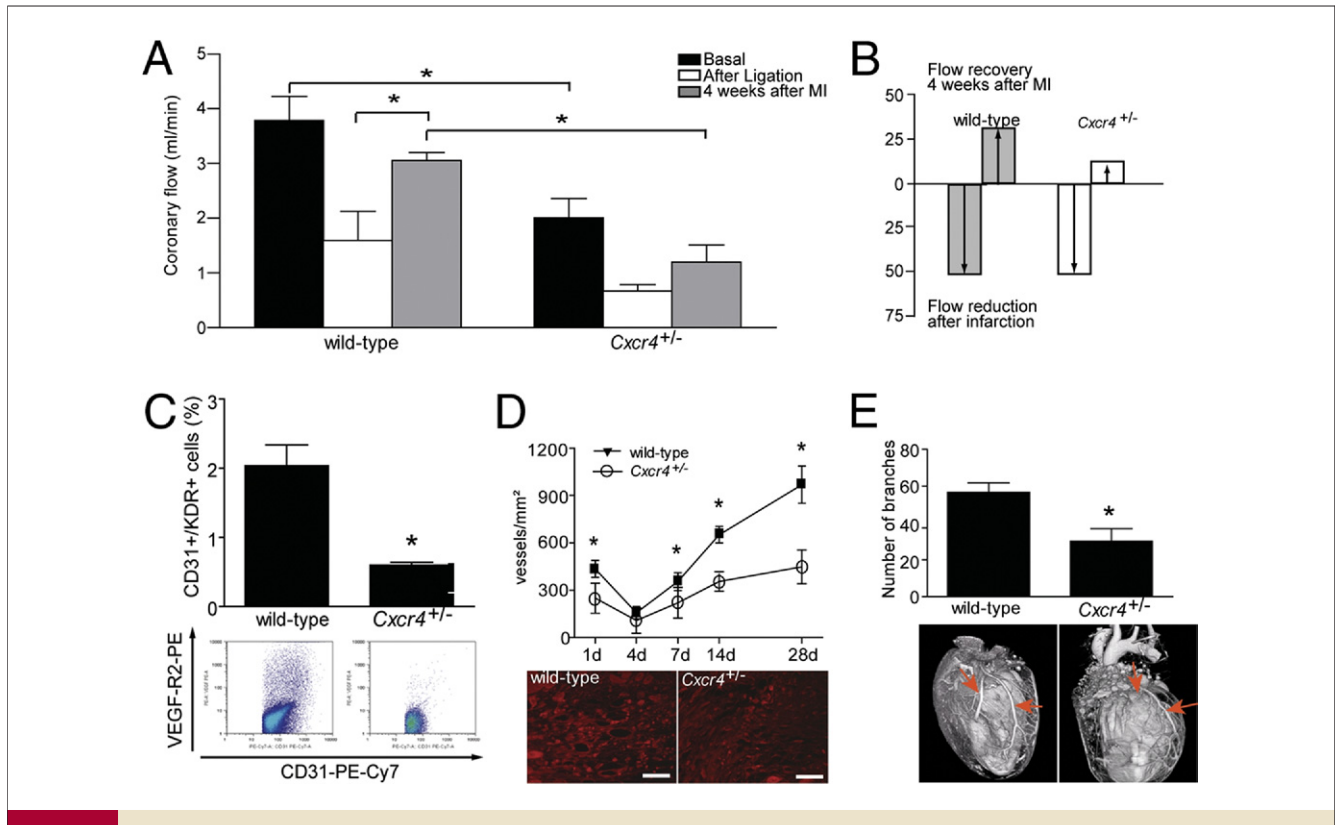 A
Coronary flow (ml/min)
5
4
3
2
1
0
Basal
After Ligation
4 weeks after MI
*
*
*
wild-type
Cxcr4+/-
B
Flow recovery
4 weeks after MI
50
25
0
25
50
75
wild-type
Cxcr4+/-
Flow reduction
after infarction
C
CD31+/KDR+ cells (%)
3
2
1
0
*
wild-type
Cxcr4+/-
VEGF-R2-PE
CD31-PE-Cy7
D
vessels/mm²
1200
900
600
300
0
wild-type
Cxcr4+/-
*
*
*
*
1d 4d 7d 14d 28d
wild-type
Cxcr4+/-
E
Number of branches
80
60
40
20
0
*
wild-type
Cxcr4+/-